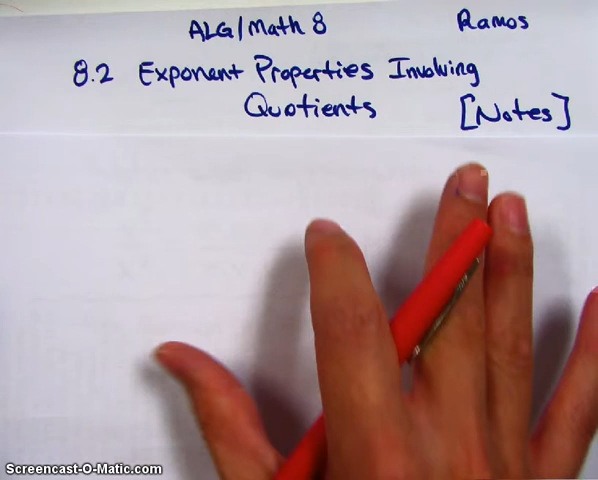 ALG/Math 8 Ramos
8.2 Exponent Properties Involving
Quotients [Notes]
Screencast-O-Matic.com